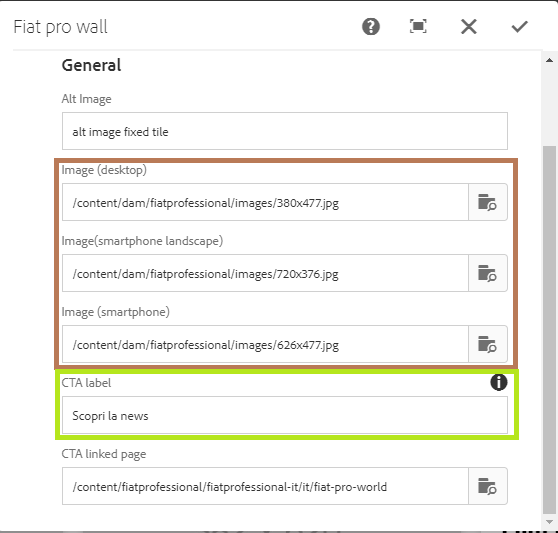 Fiat pro wall
General
Alt Image
alt image fixed tile
Image (desktop)
/content/dam/fiatprofessional/images/380x477.jpg
Image(smartphone landscape)
/content/dam/fiatprofessional/images/720x376.jpg
Image (smartphone)
/content/dam/fiatprofessional/images/626x477.jpg
CTA label
Scopri la news
CTA linked page
/content/fiatprofessional/fiatprofessional-it/it/fiat-pro-world